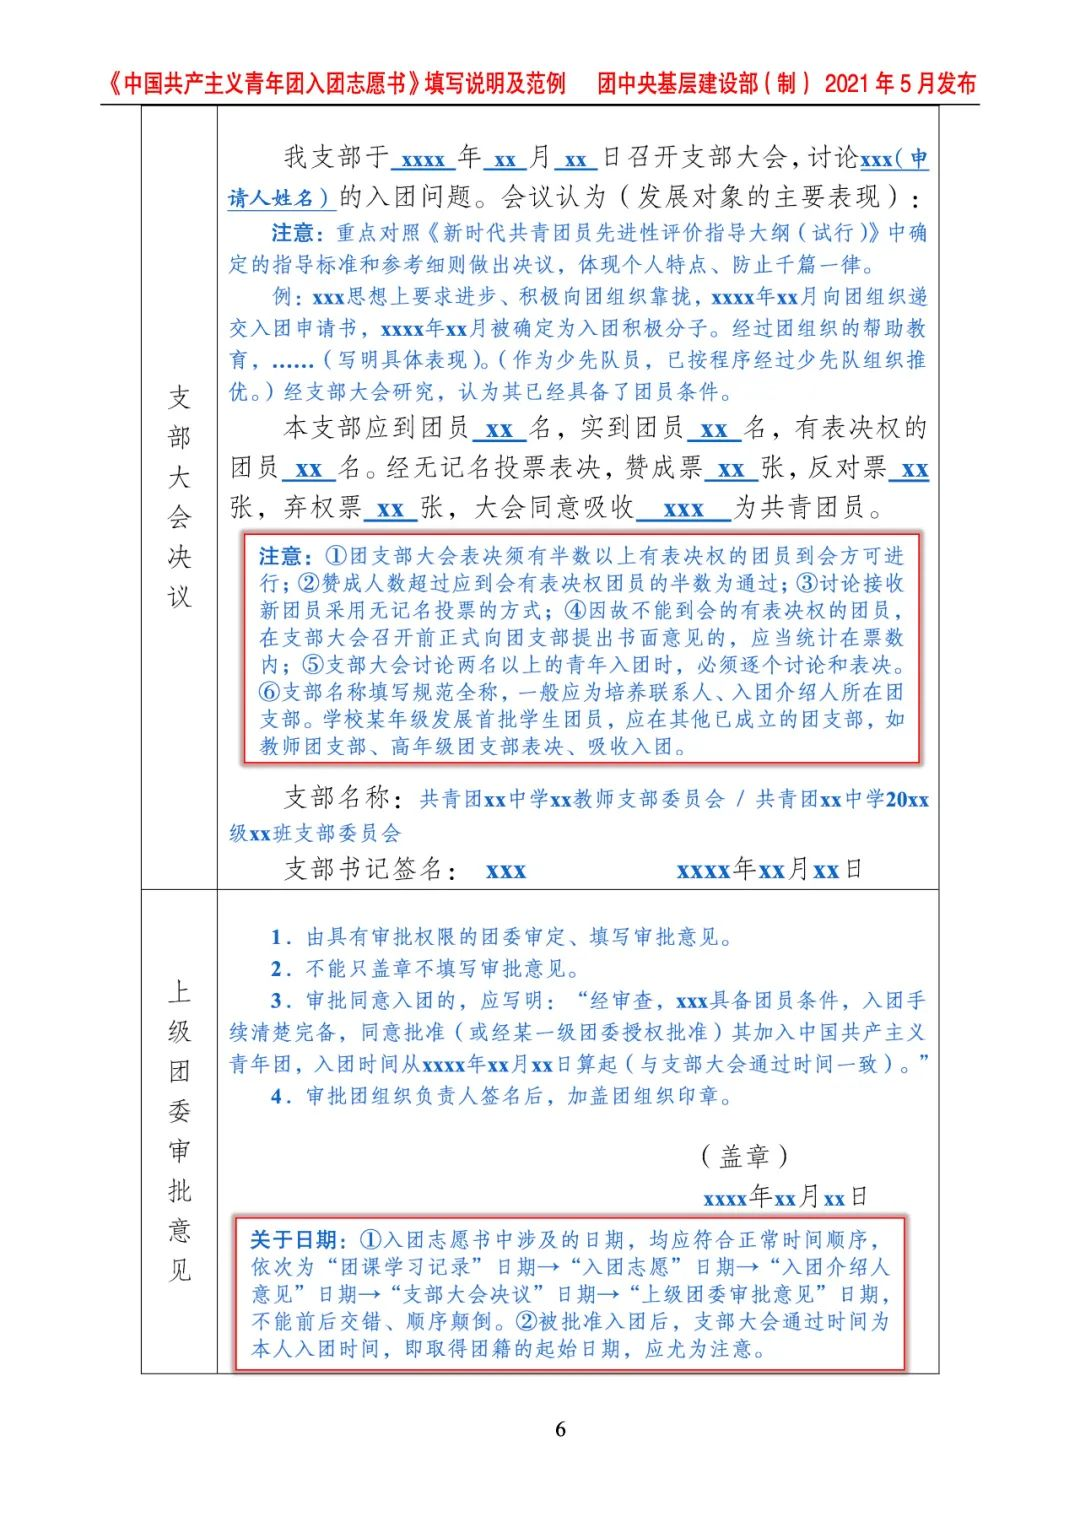 《中国共产主义青年团入团志愿书》填写说明及范例 团中央基层建设部（制） 2021年5月发布
支部大会决议
我支部于 xxxx 年 xx 月 xx 日召开支部大会，讨论xxx（申
请人姓名）的入团问题。会议认为（发展对象的主要表现）：
注意：重点对照《新时代共青团员先进性评价指导大纲（试行）》中确
定的指导标准和参考细则做出决议，体现个人特点、防止千篇一律。
例：xxx思想上要求进步、积极向团组织靠拢，xxxx年xx月向团组织递
交入团申请书，xxxx年xx月被确定为入团积极分子。经过团组织的帮助教
育，……（写明具体表现）。（作为少先队员，已按程序经过少先队组织推
优。）经支部大会研究，认为其已经具备了团员条件。
本支部应到团员 xx 名，实到团员 xx 名，有表决权的
团员 xx 名。经无记名投票表决，赞成票 xx 张，反对票 xx
张，弃权票 xx 张，大会同意吸收 xxx 为共青团员。
注意：①团支部大会表决须有半数以上有表决权的团员到会方可进
行；②赞成人数超过应到会有表决权团员的半数为通过；③讨论接收
新团员采用无记名投票的方式；④因故不能到会的有表决权的团员，
在支部大会召开前正式向团支部提出书面意见的，应当统计在票数
内；⑤支部大会讨论两名以上的青年入团时，必须逐个讨论和表决。
⑥支部名称填写规范全称，一般应为培养联系人、入团介绍人所在团
支部。学校某年级发展首批学生团员，应在其他已成立的团支部，如
教师团支部、高年级团支部表决、吸收入团。
支部名称：共青团xx中学xx教师支部委员会 / 共青团xx中学20xx
级xx班支部委员会
支部书记签名： xxx xxxx年xx月xx日
上级团委审批意见
1．由具有审批权限的团委审定、填写审批意见。
2．不能只盖章不填写审批意见。
3．审批同意入团的，应写明：“经审查，xxx具备团员条件，入团手
续清楚完备，同意批准（或经某一级团委授权批准）其加入中国共产主义
青年团，入团时间从xxxx年xx月xx日算起（与支部大会通过时间一致）。”
4．审批团组织负责人签名后，加盖团组织印章。
（盖章）
xxxx年xx月xx日
关于日期：①入团志愿书中涉及的日期，均应符合正常时间顺序，
依次为“团课学习记录”日期→“入团志愿”日期→“入团介绍人
意见”日期→“支部大会决议”日期→“上级团委审批意见”日期，
不能前后交错、顺序颠倒。②被批准入团后，支部大会通过时间为
本人入团时间，即取得团籍的起始日期，应尤为注意。
6